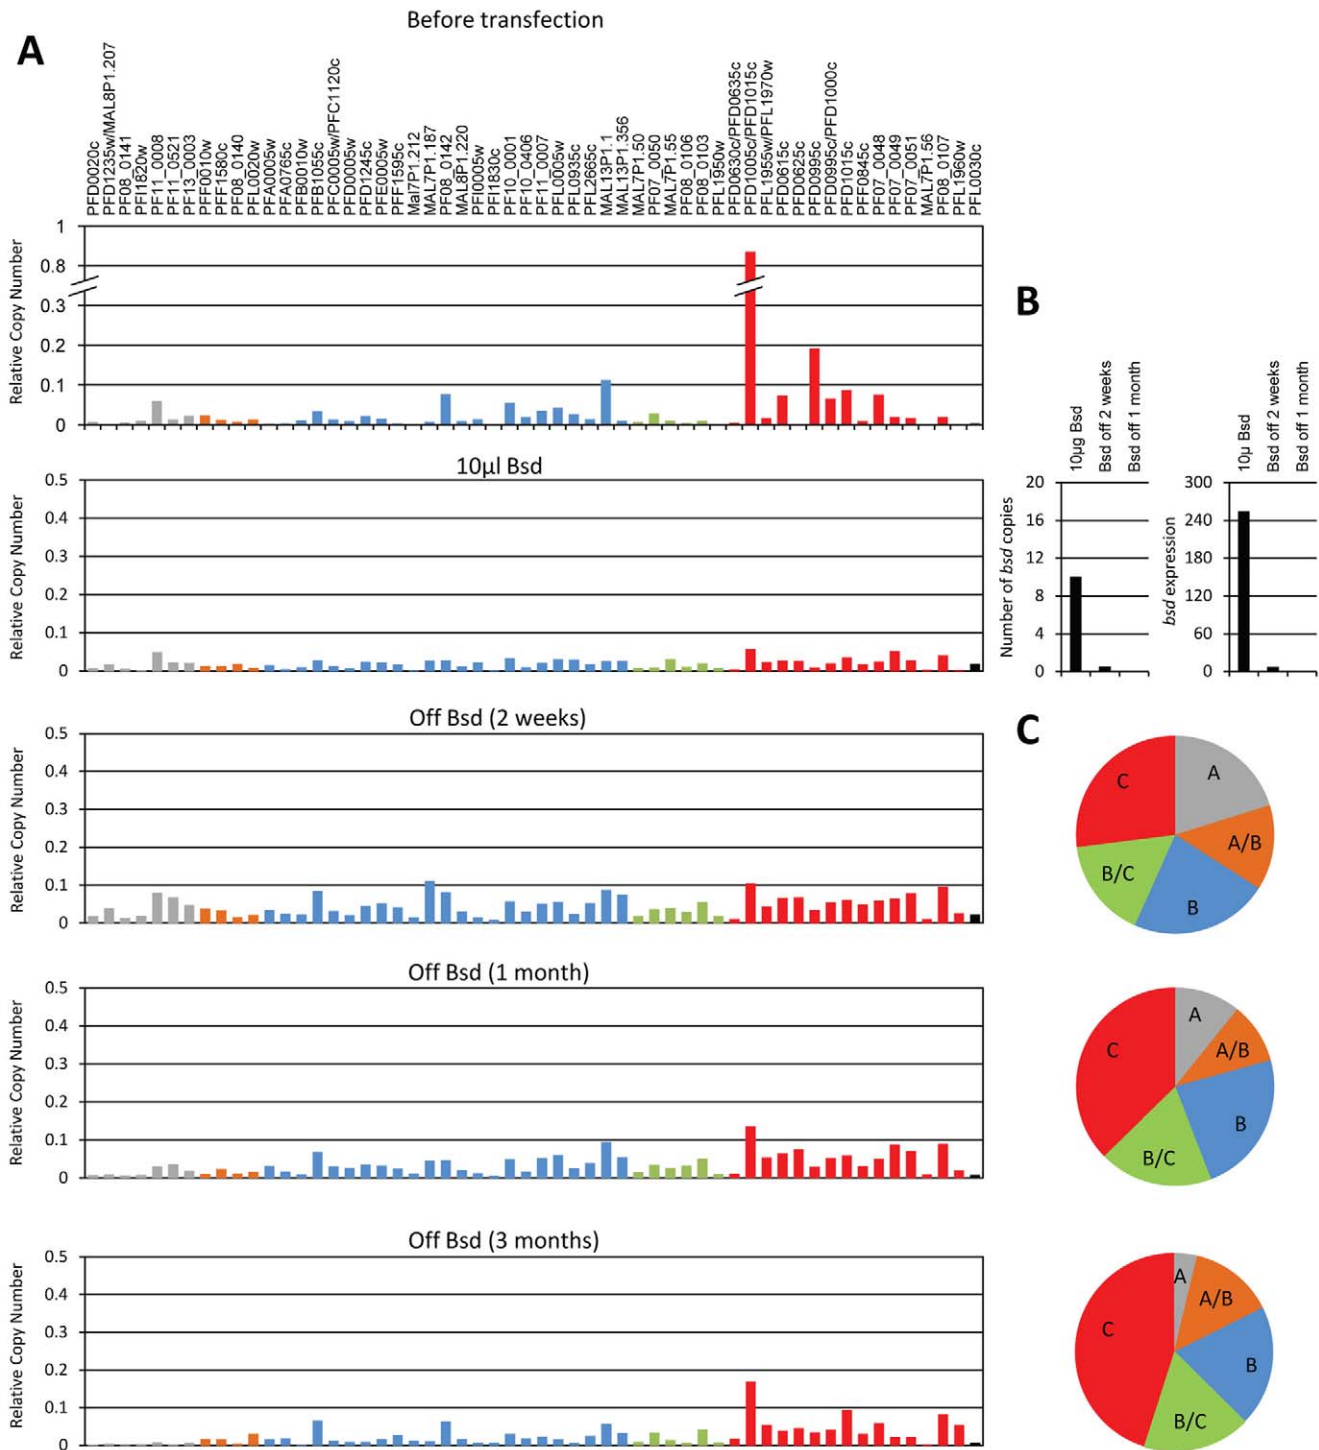 Before transfection
A
PFD0020c
PFD1235w/MAL8P1.207
PF08_0141
PFI1820w
PF11_0008
PF11_0521
PF13_0003
PFF0010w
PFF1580c
PF08_0140
PFL0020w
PFA0005w
PFA0765c
PFB0010w
PFB1055c
PFC0005w/PFC1120c
PFD0005w
PFD1245c
PFE0005w
PFF1595c
Mal7P1.212
MAL7P1.187
PF08_0142
MAL8P1.220
PFI0005w
PFI1830c
PF10_0001
PF10_0406
PF11_0007
PFL0005w
PFL0935c
PFL2665c
MAL13P1.1
MAL13P1.356
MAL7P1.50
PF07_0050
MAL7P1.55
PF08_0106
PF08_0103
PFL1950w
PFD0630c/PFD0635c
PFD1005c/PFD1015c
PFL1955w/PFL1970w
PFD0615c
PFD0625c
PFD0995c
PFD0995c/PFD1000c
PFD1015c
PFF0845c
PF07_0048
PF07_0049
PF07_0051
MAL7P1.56
PF08_0107
PFL1960w
PFL0030c
Relative Copy Number
1
0.8
0.3
0.2
0.1
0
10µl Bsd
Relative Copy Number
0.5
0.4
0.3
0.2
0.1
0
Off Bsd (2 weeks)
Relative Copy Number
0.5
0.4
0.3
0.2
0.1
0
Off Bsd (1 month)
Relative Copy Number
0.5
0.4
0.3
0.2
0.1
0
Off Bsd (3 months)
Relative Copy Number
0.5
0.4
0.3
0.2
0.1
0
B
10µg Bsd
Bsd off 2 weeks
Bsd off 1 month
Number of bsd copies
20
16
12
8
4
0
10µ Bsd
Bsd off 2 weeks
Bsd off 1 month
bsd expression
300
240
180
120
60
0
C
A
A/B
B
B/C
C
A
A/B
B
B/C
C
A
A/B
B
B/C
C